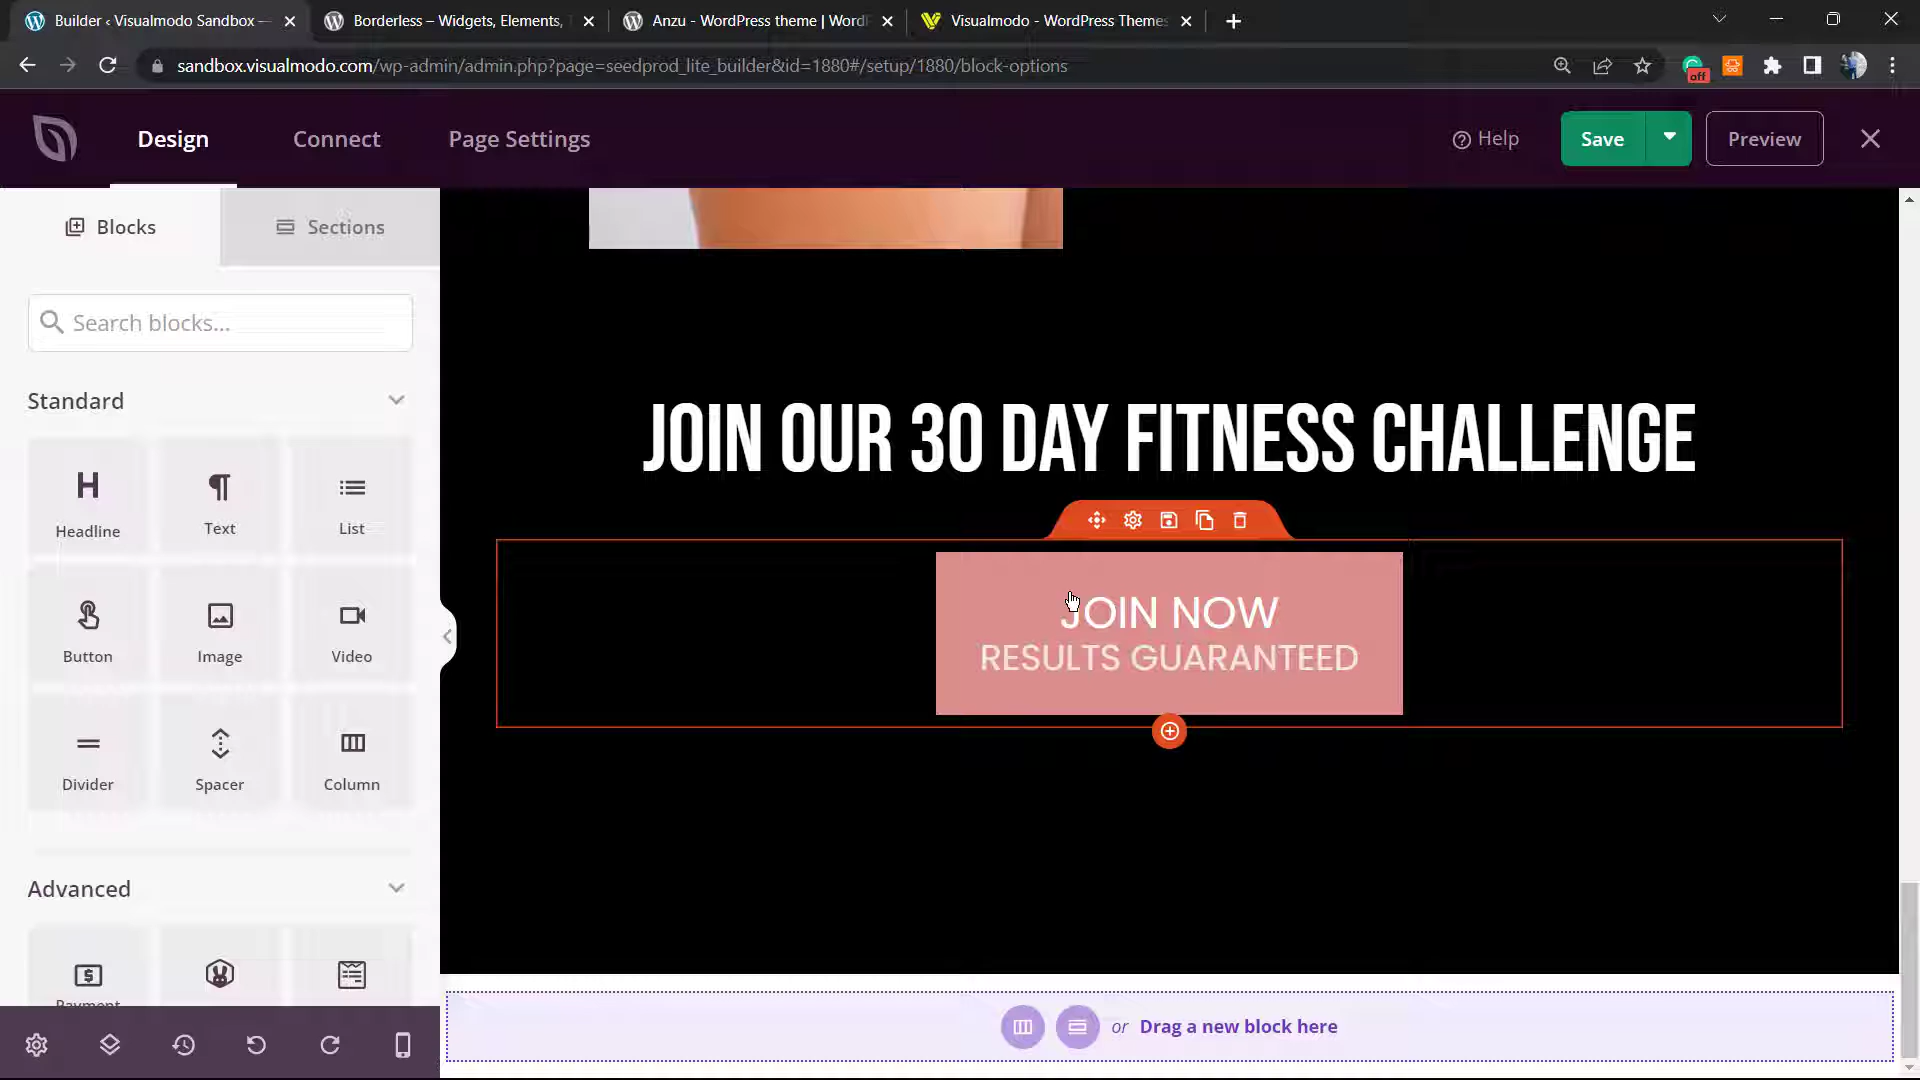 Builder ‹ Visualmodo Sandbox —
Borderless – Widgets, Elements,
Anzu - WordPress theme | Word
Visualmodo - WordPress Themes
sandbox.visualmodo.com/wp-admin/admin.php?page=seedprod_lite_builder&id=1880#/setup/1880/block-options
off
Design
Connect
Page Settings
Help
Save
Preview
Blocks
Sections
Search blocks...
Standard
Headline
Text
List
Button
Image
Video
Divider
Spacer
Column
Advanced
Payment
JOIN OUR 30 DAY FITNESS CHALLENGE
JOIN NOW
RESULTS GUARANTEED
or Drag a new block here